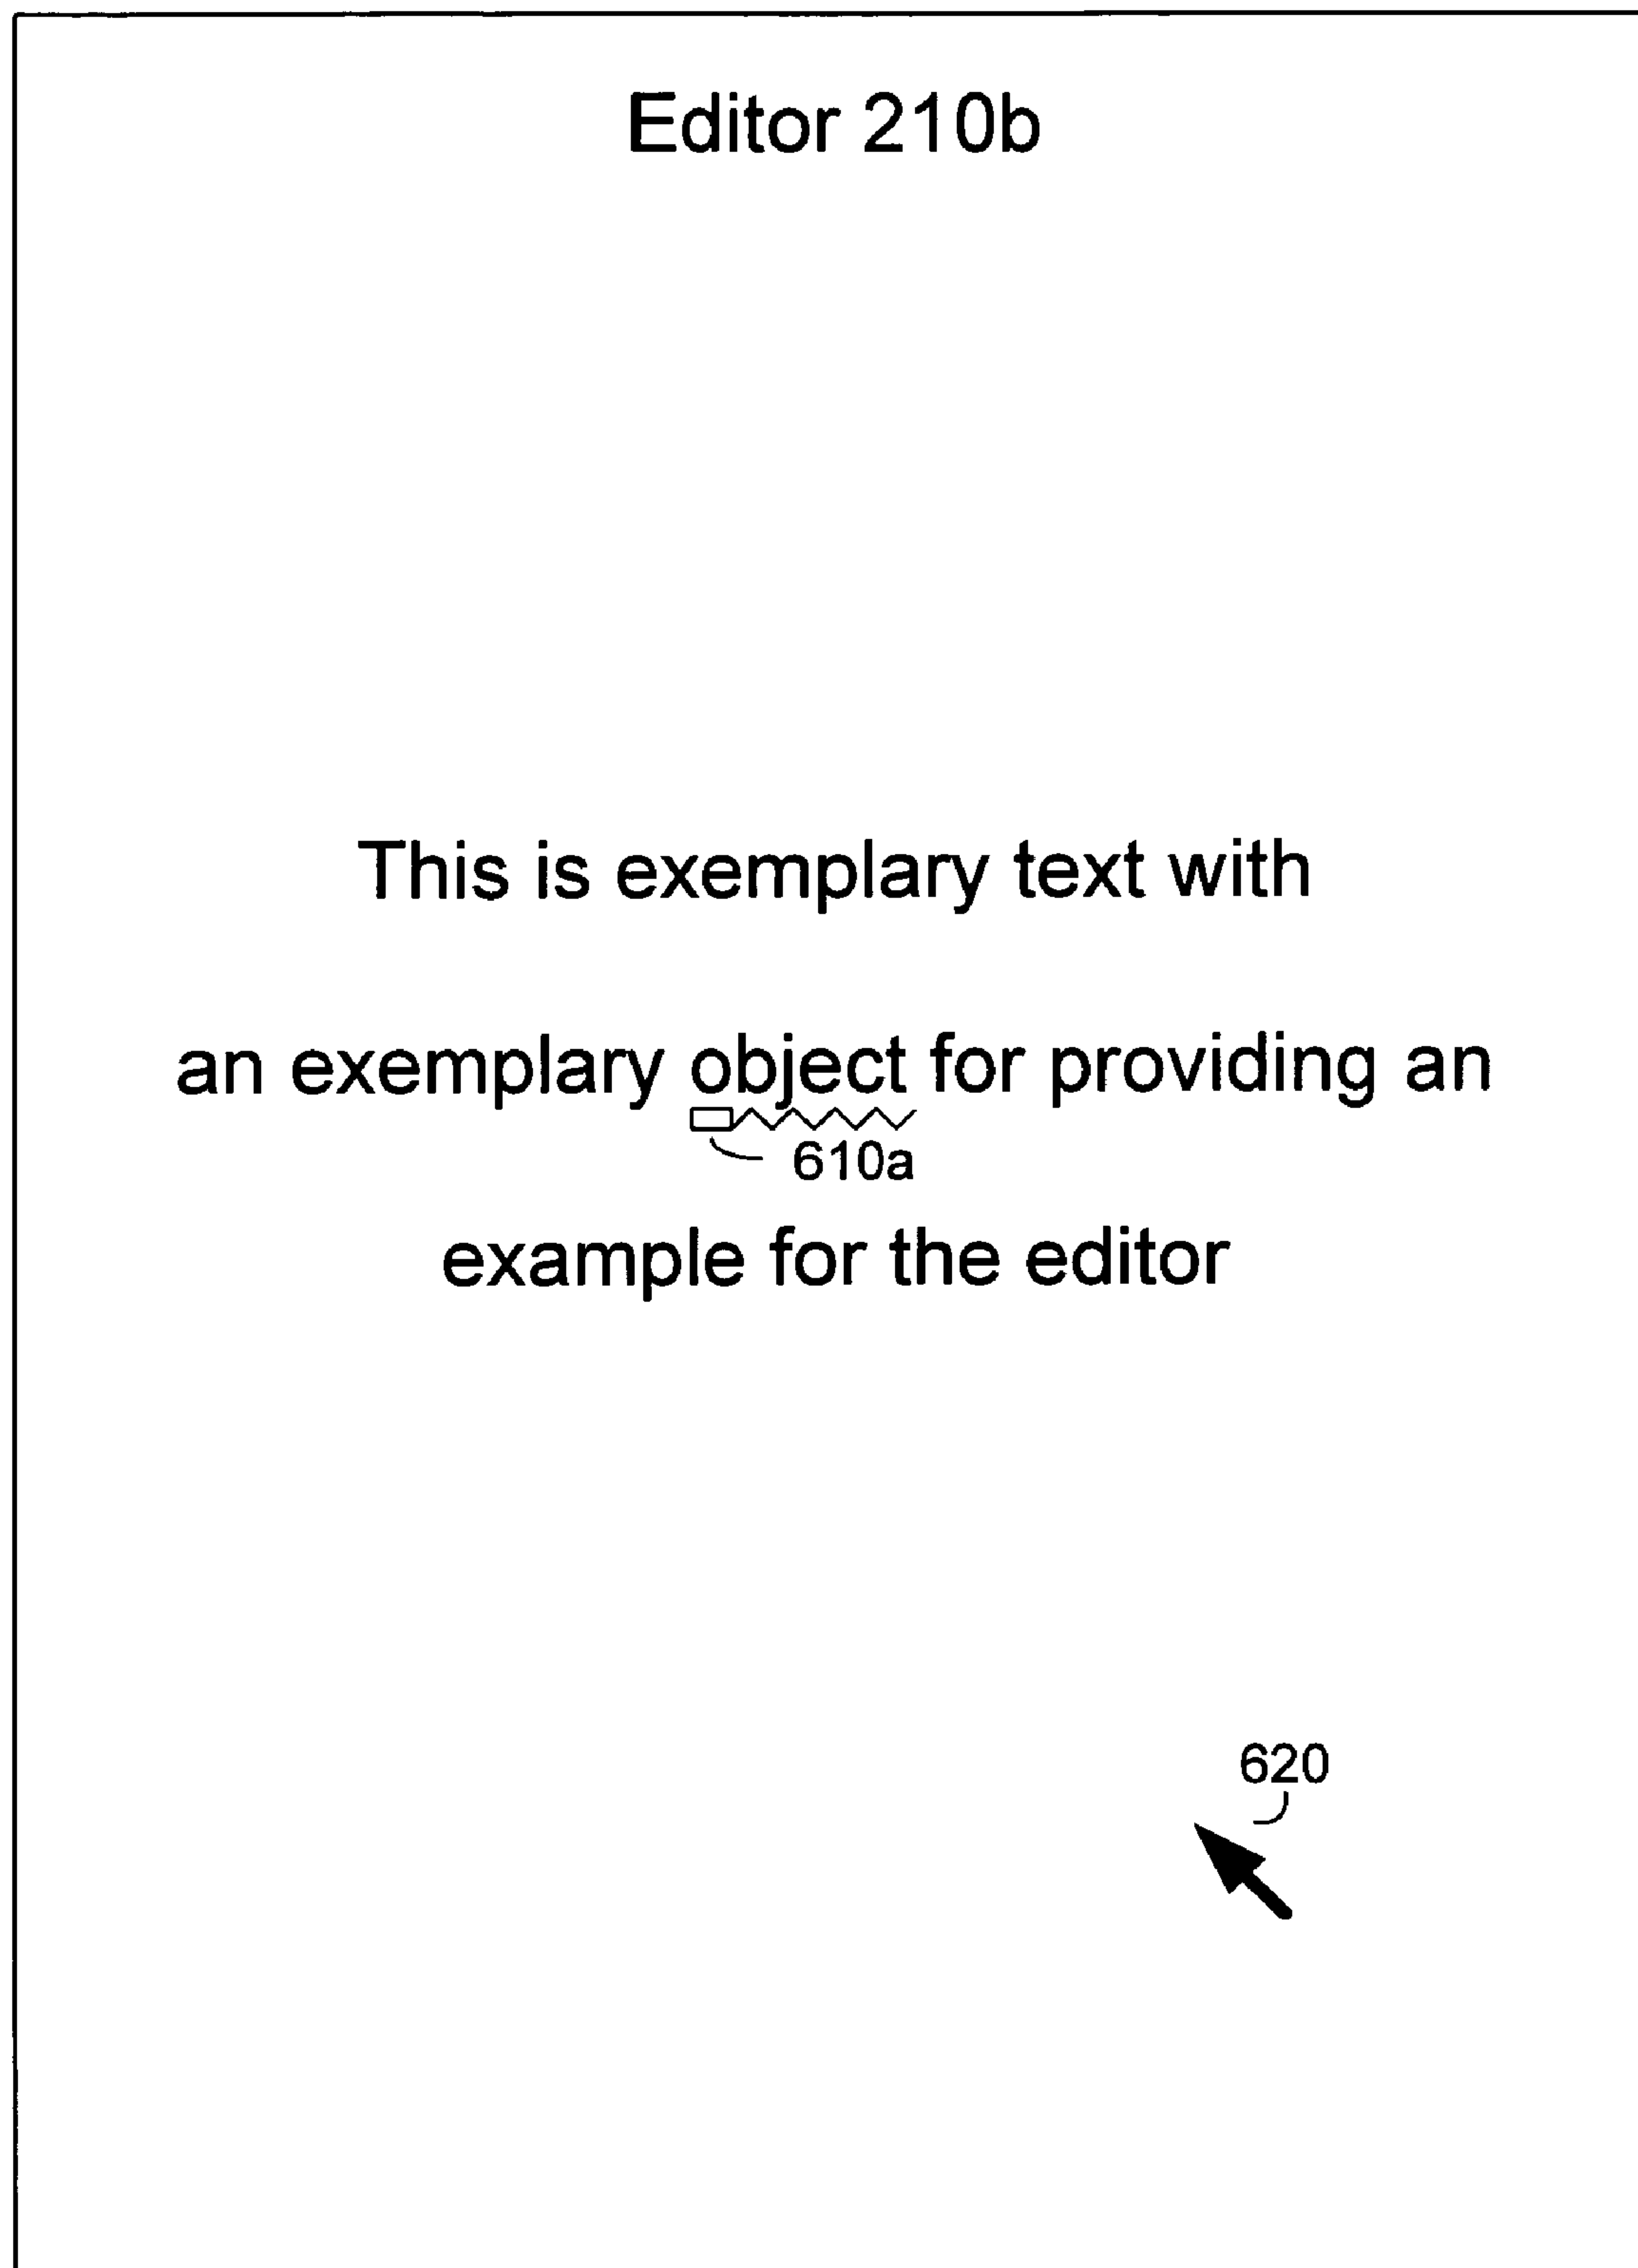 Editor 210b
This is exemplary text with
an exemplary object for providing an
610a
example for the editor
620